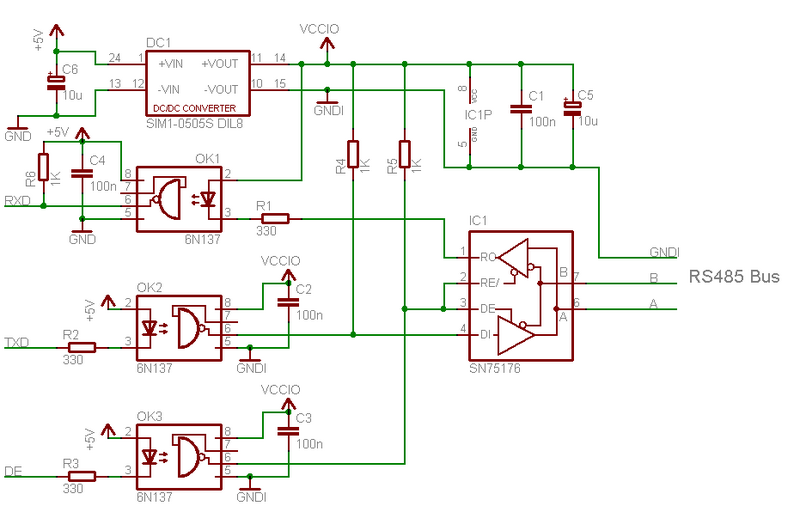 +5V
C6
10u
GND
DC1
24 1 +VIN +VOUT 11 14
13 12 -VIN -VOUT 10 15
DC/DC CONVERTER
SIM1-0505S DIL8
VCCIO
GNDI
8 VCC
IC1P
5 GND
C1
100n
C5
10u
+5V
R6
1K
C4
100n
RXD
GND
OK1
8
7
6
5
2
3
6N137
R1
330
R4
1K
R5
1K
IC1
1 RO
2 RE/
3 DE
4 DI
B 7
A 6
SN75176
GNDI
B
A
RS485 Bus
+5V
OK2
2
3
8
7
6
5
6N137
TXD
R2
330
VCCIO
C2
100n
GNDI
+5V
OK3
2
3
8
7
6
5
6N137
DE
R3
330
VCCIO
C3
100n
GNDI